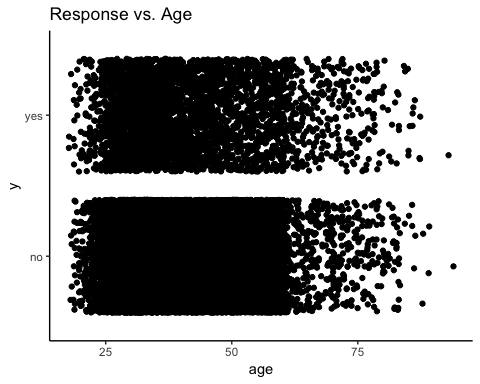 Response vs. Age
yes
y
no
25
50
75
age